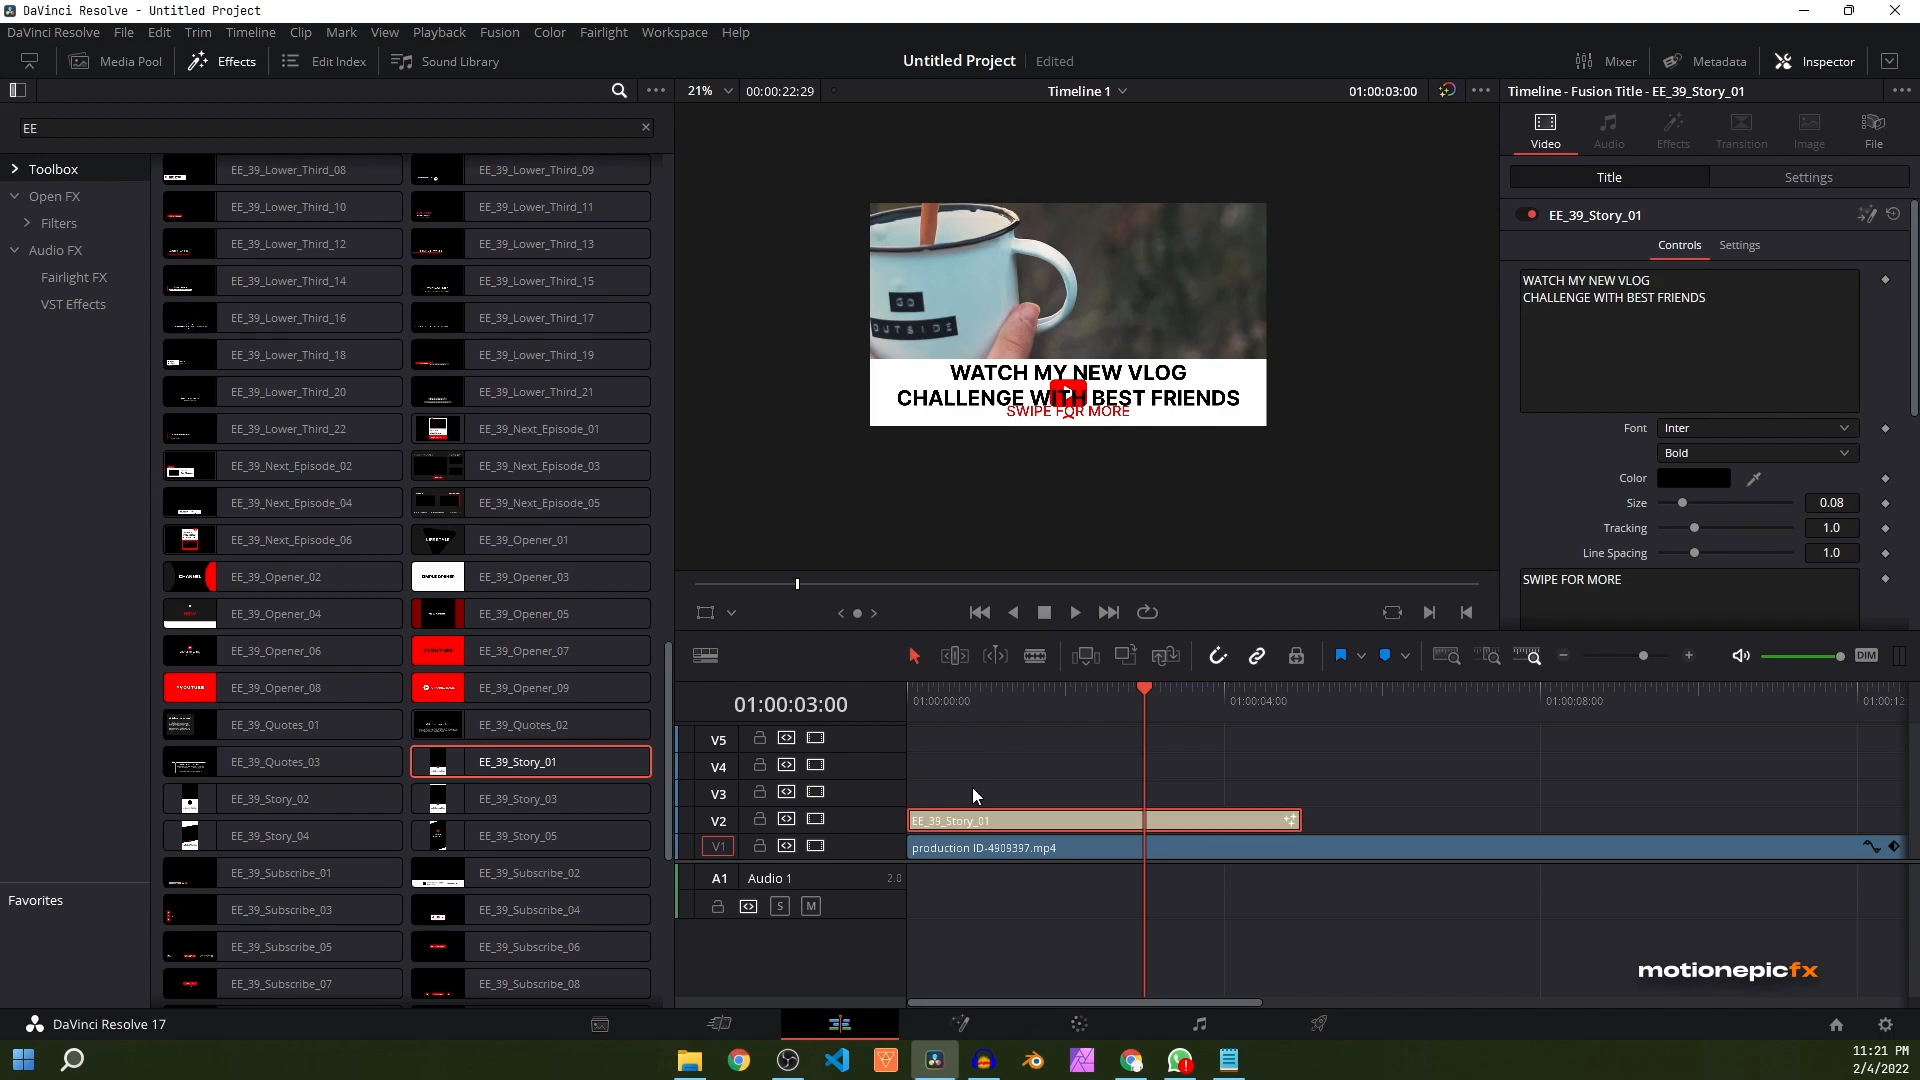 DaVinci Resolve - Untitled Project
DaVinci Resolve File Edit Trim Timeline Clip Mark View Playback Fusion Color Fairlight Workspace Help
Media Pool Effects Edit Index Sound Library
Untitled Project Edited
Mixer Metadata Inspector
21% 00:00:22:29 Timeline 1 01:00:03:00
Timeline - Fusion Title - EE_39_Story_01
EE
Toolbox
Open FX
Filters
Audio FX
Fairlight FX
VST Effects
Favorites
EE_39_Lower_Third_08 EE_39_Lower_Third_09
EE_39_Lower_Third_10 EE_39_Lower_Third_11
EE_39_Lower_Third_12 EE_39_Lower_Third_13
EE_39_Lower_Third_14 EE_39_Lower_Third_15
EE_39_Lower_Third_16 EE_39_Lower_Third_17
EE_39_Lower_Third_18 EE_39_Lower_Third_19
EE_39_Lower_Third_20 EE_39_Lower_Third_21
EE_39_Lower_Third_22 EE_39_Next_Episode_01
EE_39_Next_Episode_02 EE_39_Next_Episode_03
EE_39_Next_Episode_04 EE_39_Next_Episode_05
EE_39_Next_Episode_06 EE_39_Opener_01
EE_39_Opener_02 EE_39_Opener_03
EE_39_Opener_04 EE_39_Opener_05
EE_39_Opener_06 EE_39_Opener_07
EE_39_Opener_08 EE_39_Opener_09
EE_39_Quotes_01 EE_39_Quotes_02
EE_39_Quotes_03 EE_39_Story_01
EE_39_Story_02 EE_39_Story_03
EE_39_Story_04 EE_39_Story_05
EE_39_Subscribe_01 EE_39_Subscribe_02
EE_39_Subscribe_03 EE_39_Subscribe_04
EE_39_Subscribe_05 EE_39_Subscribe_06
EE_39_Subscribe_07 EE_39_Subscribe_08
GO
OUTSIDE
WATCH MY NEW VLOG
CHALLENGE WITH BEST FRIENDS
SWIPE FOR MORE
Video Audio Effects Transition Image File
Title Settings
EE_39_Story_01
Controls Settings
WATCH MY NEW VLOG
CHALLENGE WITH BEST FRIENDS
Font Inter
Bold
Color
Size 0.08
Tracking 1.0
Line Spacing 1.0
SWIPE FOR MORE
DIM
01:00:03:00
01:00:00:00 01:00:04:00 01:00:08:00 01:00:12
V5
V4
V3
V2 EE_39_Story_01
V1 production ID-4909397.mp4
A1 Audio 1 2.0
S M
motionepicfx
DaVinci Resolve 17
11:21 PM
2/4/2022